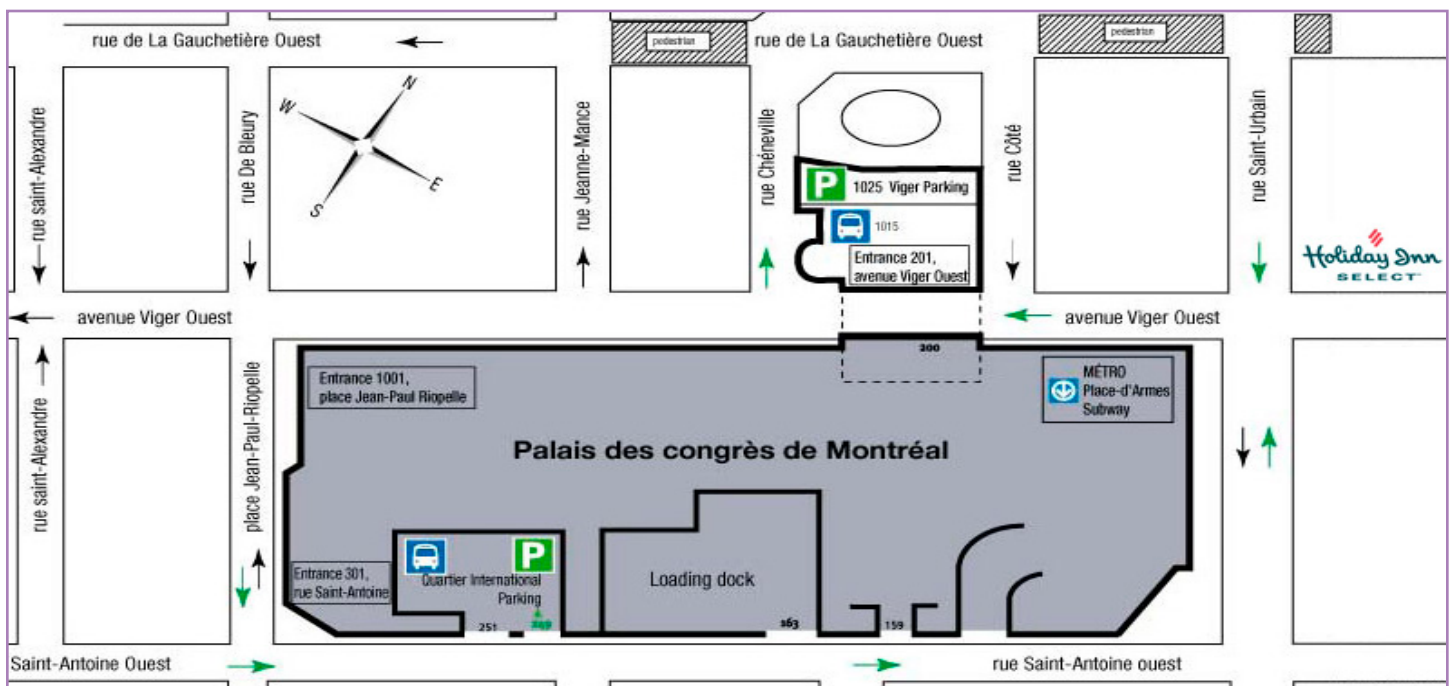 rue de La Gauchetière Ouest
pedestrian
rue de La Gauchetière Ouest
pedestrian
N
W
E
S
rue saint-Alexandre
rue De Bleury
rue Jeanne-Mance
rue Chéneville
P
1025 Viger Parking
1015
Entrance 201,
avenue Viger Ouest
rue Côté
rue Saint-Urbain
Holiday Inn
SELECT
avenue Viger Ouest
avenue Viger Ouest
200
Entrance 1001,
place Jean-Paul Riopelle
MÉTRO
Place-d'Armes
Subway
rue saint-Alexandre
place Jean-Paul-Riopelle
Palais des congrès de Montréal
Entrance 301,
rue Saint-Antoine
P
Quartier International
Parking
Loading dock
251
249
163
159
Saint-Antoine Ouest
rue Saint-Antoine ouest